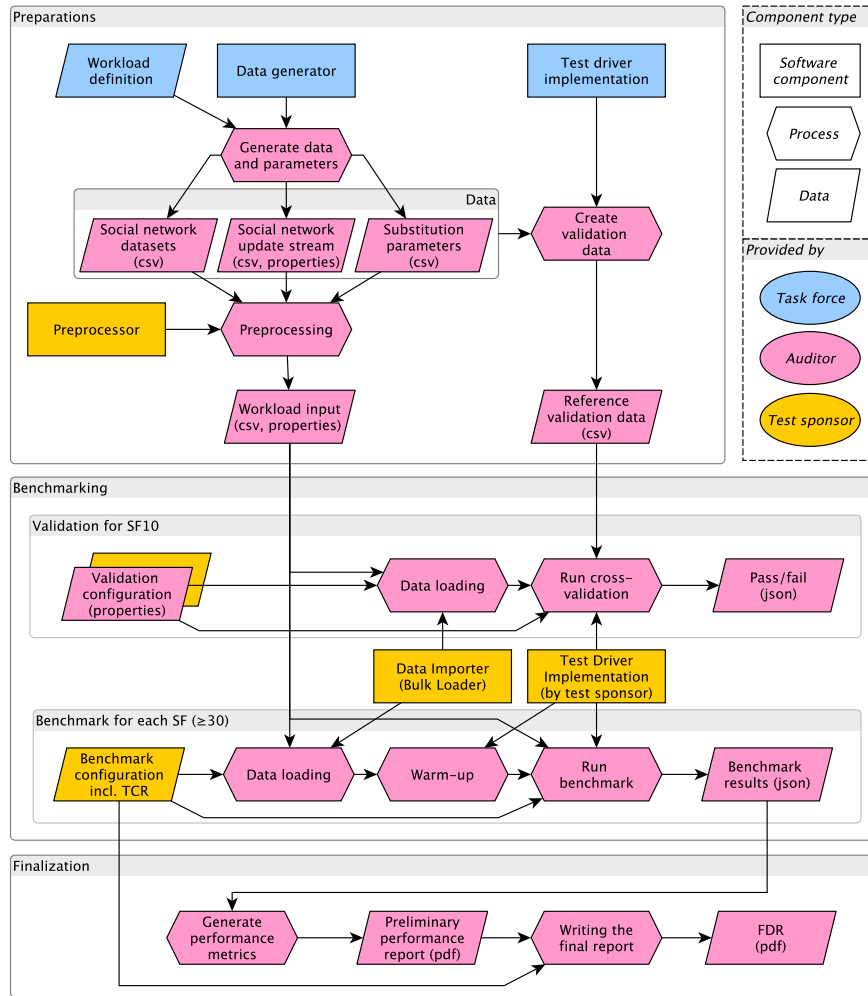 Preparations
Workload
definition
Data generator
Test driver
implementation
Generate data
and parameters
Data
Social network
datasets
(csv)
Social network
update stream
(csv, properties)
Substitution
parameters
(csv)
Create
validation
data
Preprocessor
Preprocessing
Workload input
(csv, properties)
Reference
validation data
(csv)
Component type
Software
component
Process
Data
Provided by
Task force
Auditor
Test sponsor
Benchmarking
Validation for SF10
Validation
configuration
(properties)
Data loading
Run cross-
validation
Pass/fail
(json)
Data Importer
(Bulk Loader)
Test Driver
Implementation
(by test sponsor)
Benchmark for each SF (≥30)
Benchmark
configuration
incl. TCR
Data loading
Warm-up
Run
benchmark
Benchmark
results (json)
Finalization
Generate
performance
metrics
Preliminary
performance
report (pdf)
Writing the
final report
FDR
(pdf)